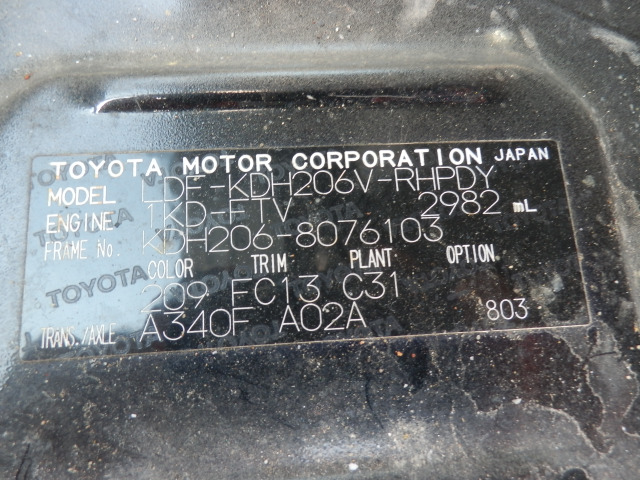 TOYOTA MOTOR CORPORATION JAPAN
MODEL LDF-KDH206V-RHPDY
ENGINE 1KD-FTV 2982 mL
FRAME No. KDH206-8076103
COLOR TRIM PLANT OPTION
209 FC13 C31
TRANS./AXLE A340F A02A 803
TOYOTA